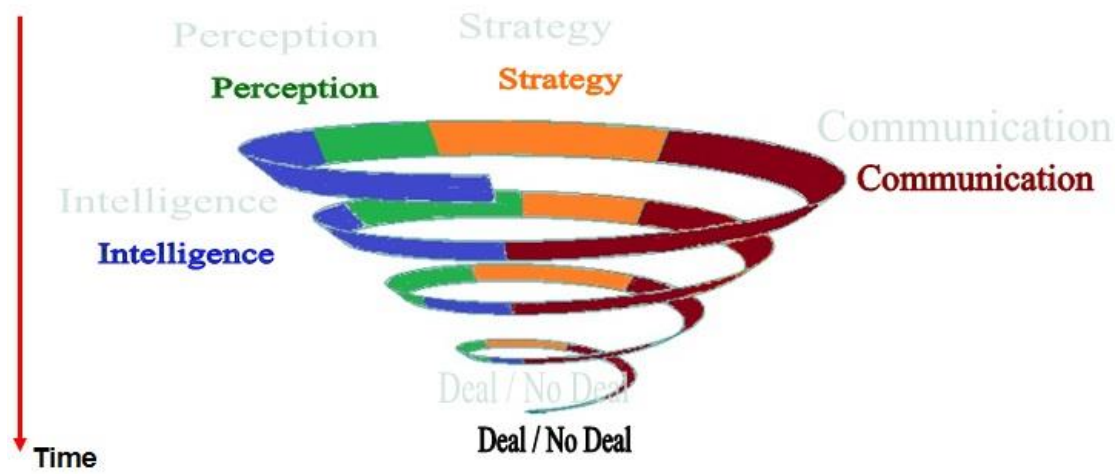 Perception
Strategy
Perception
Strategy
Communication
Communication
Intelligence
Intelligence
Deal / No Deal
Deal / No Deal
Time